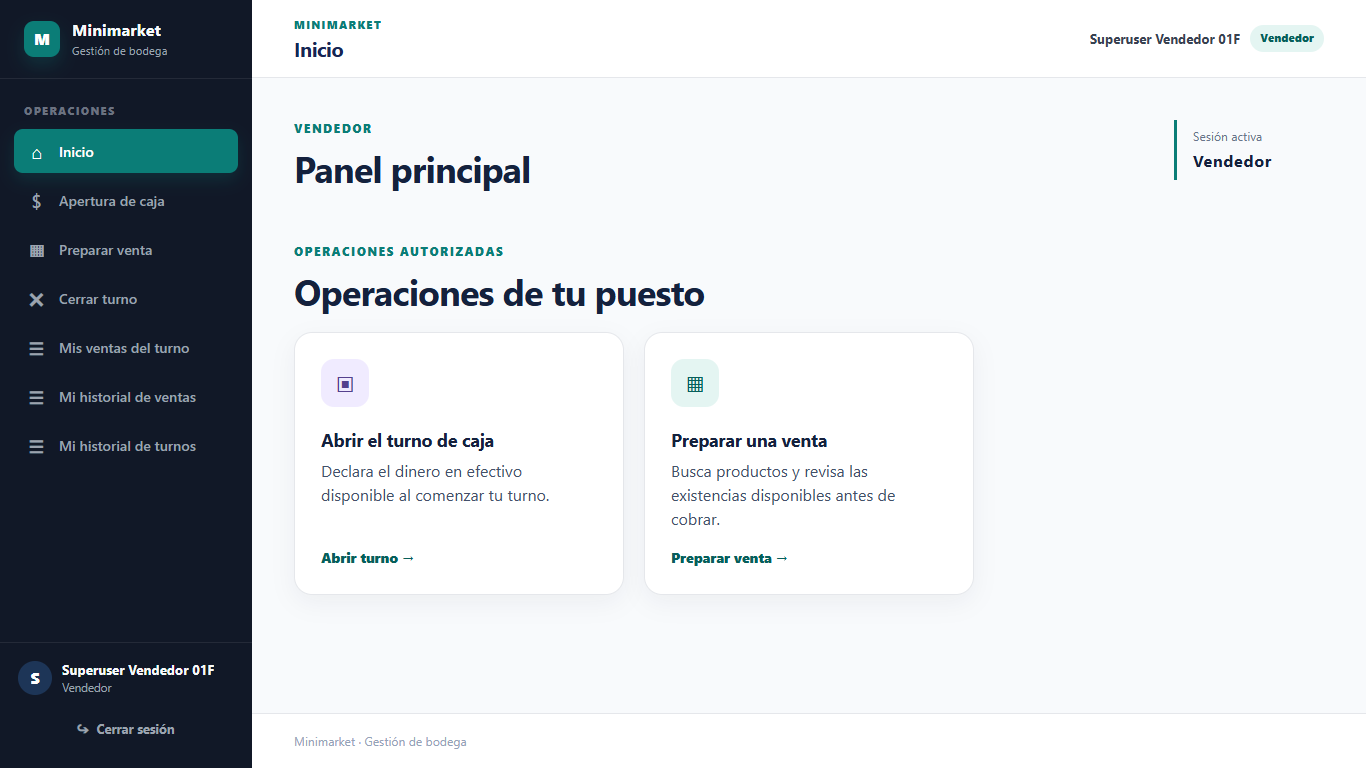 M
Minimarket
Gestión de bodega
OPERACIONES
Inicio
$ Apertura de caja
Preparar venta
Cerrar turno
Mis ventas del turno
Mi historial de ventas
Mi historial de turnos
S
Superuser Vendedor 01F
Vendedor
Cerrar sesión
MINIMARKET
Inicio
Superuser Vendedor 01F
Vendedor
VENDEDOR
Panel principal
Sesión activa
Vendedor
OPERACIONES AUTORIZADAS
Operaciones de tu puesto
Abrir el turno de caja
Declara el dinero en efectivo
disponible al comenzar tu turno.
Abrir turno →
Preparar una venta
Busca productos y revisa las
existencias disponibles antes de
cobrar.
Preparar venta →
Minimarket · Gestión de bodega